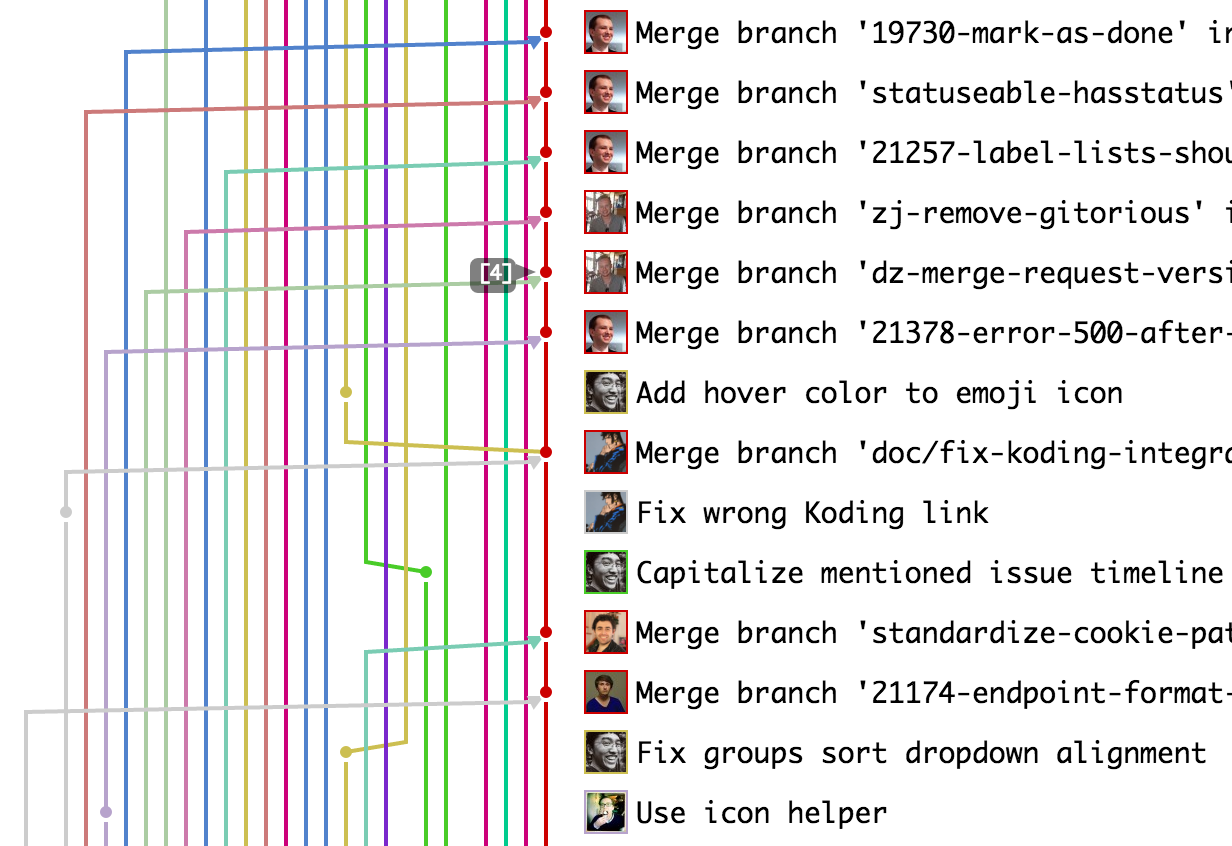 Merge branch '19730-mark-as-done' in
Merge branch 'statuseable-hasstatus'
Merge branch '21257-label-lists-shou
Merge branch 'zj-remove-gitorious' i
[4]
Merge branch 'dz-merge-request-versi
Merge branch '21378-error-500-after-
Add hover color to emoji icon
Merge branch 'doc/fix-koding-integra
Fix wrong Koding link
Capitalize mentioned issue timeline
Merge branch 'standardize-cookie-pat
Merge branch '21174-endpoint-format-
Fix groups sort dropdown alignment
Use icon helper